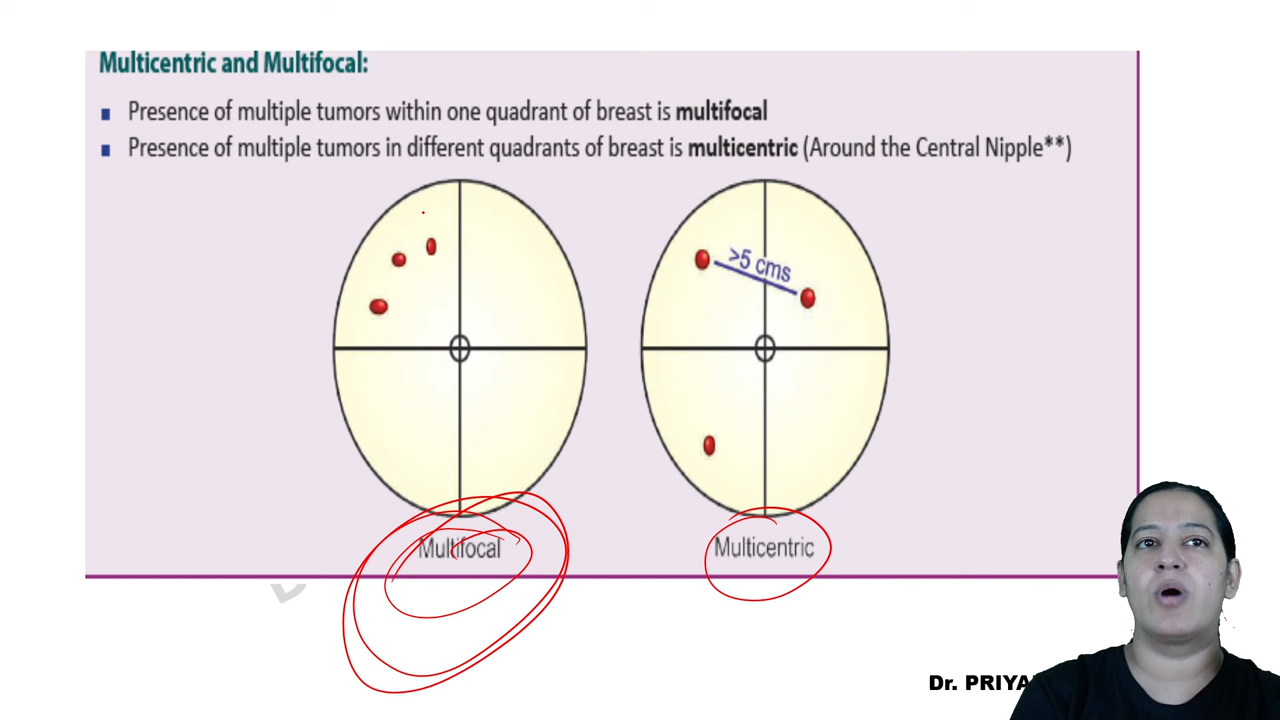 Multicentric and Multifocal:
Presence of multiple tumors within one quadrant of breast is multifocal
Presence of multiple tumors in different quadrants of breast is multicentric (Around the Central Nipple**)
>5 cms
Multifocal
Multicentric
Dr.